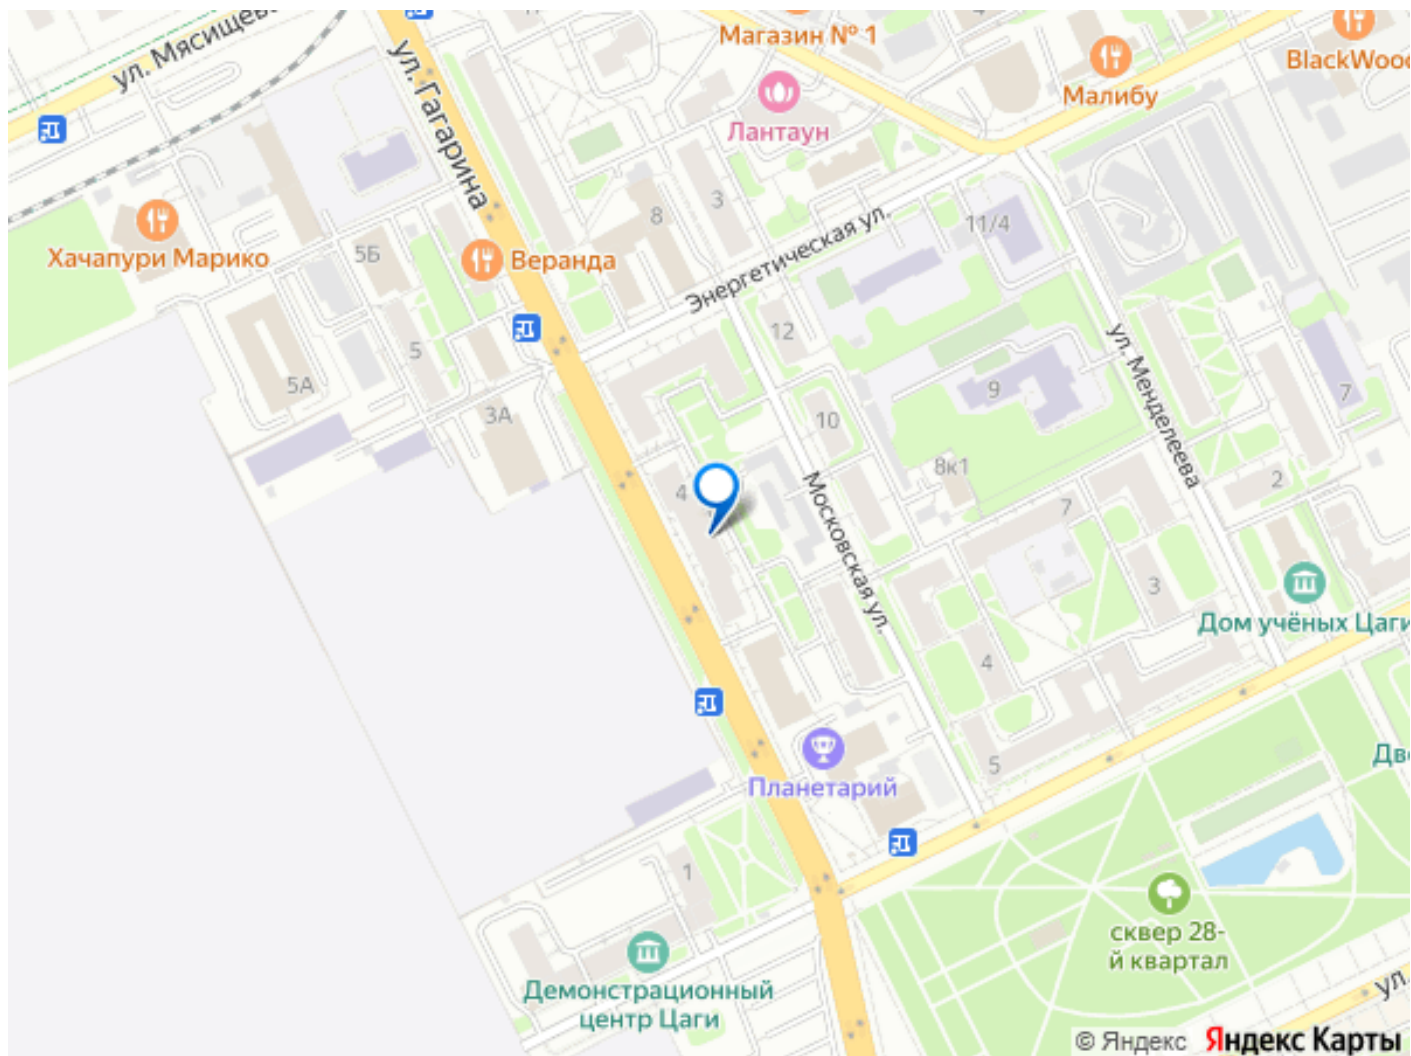 ул. Мясищева
ул. Гагарина
Магазин № 1
BlackWood
Малибу
Лантаун
3
8
11/4
Хачапури Марико
5Б
Веранда
Энергетическая ул.
12
ул. Менделеева
5
5А
3А
9
7
10
8к1
4
Московская ул.
7
2
3
Дом учёных Цаги
4
Планетарий
5
Дв
1
сквер 28-
й квартал
Демонстрационный
центр Цаги
ул.
© Яндекс Яндекс Карты